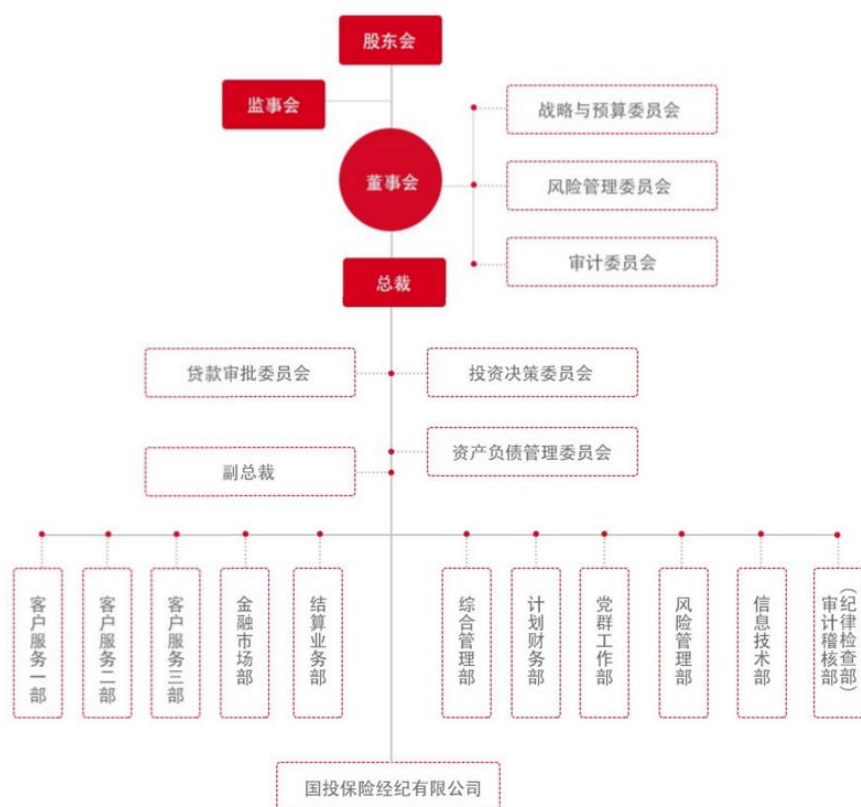 股东会
监事会
战略与预算委员会
董事会
风险管理委员会
审计委员会
总裁
贷款审批委员会
投资决策委员会
资产负债管理委员会
副总裁
客户服务一部
客户服务二部
客户服务三部
金融市场部
结算业务部
综合管理部
计划财务部
党群工作部
风险管理部
信息技术部
(纪律检查部)
审计稽核部
国投保险经纪有限公司